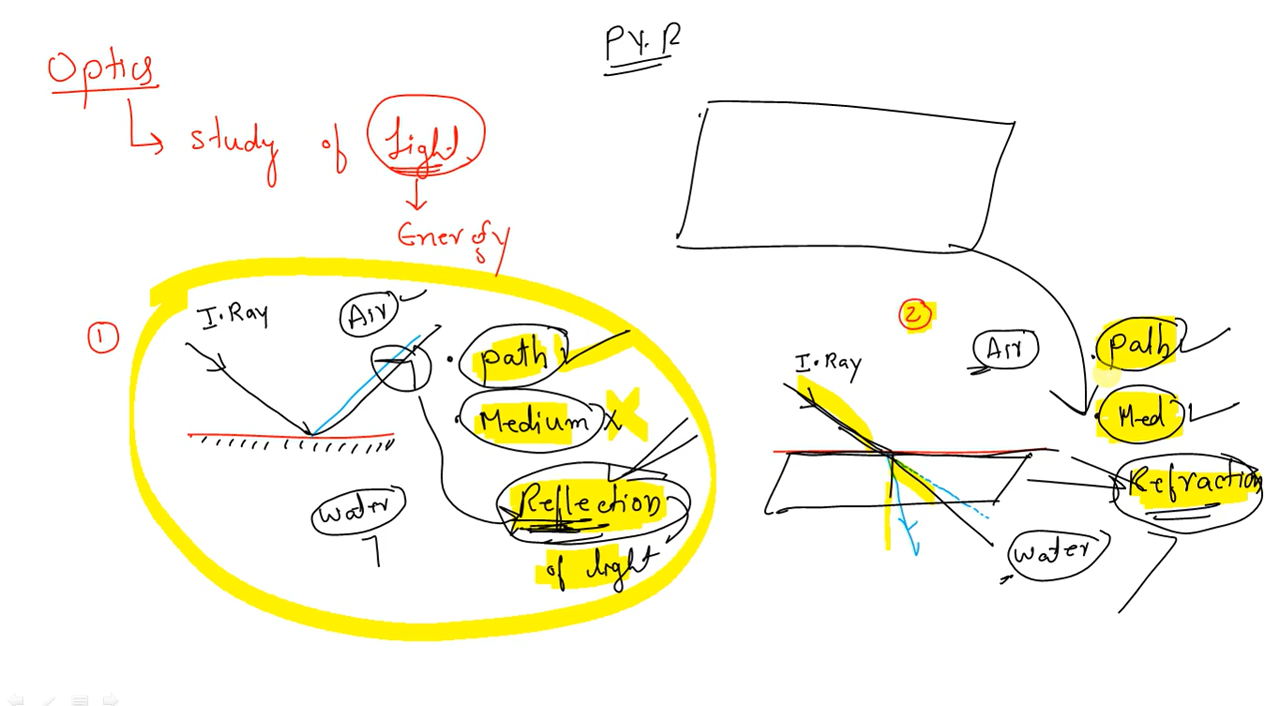 PY.R
Optics
↳ study of Light
↓
Energy
①
I.Ray
Air ✓
• Path ✓
• Medium ×
Reflection
of light
Water
②
I.Ray
Air
• Path ✓
• Med ✓
Refraction
Water